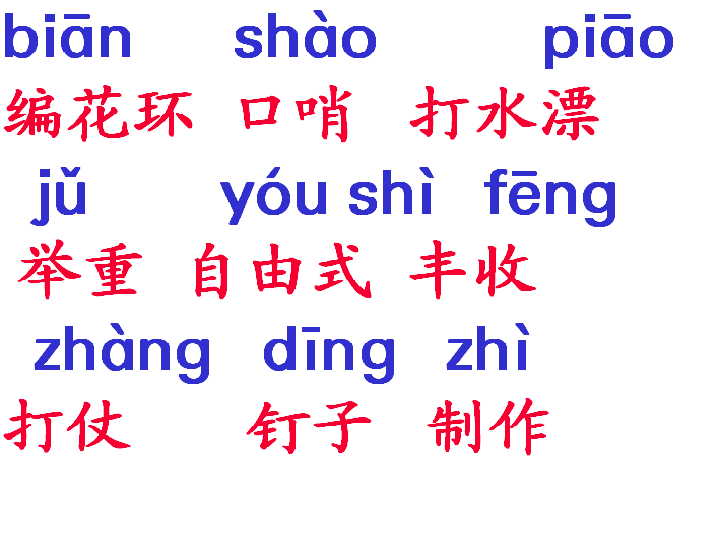 biān shào piāo
编花环 口哨 打水漂
jǔ yóu shì fēng
举重 自由式 丰收
zhàng dīng zhì
打仗 钉子 制作